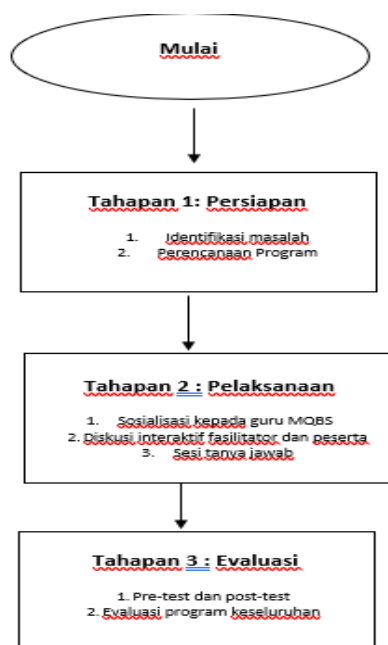 Mulai
Tahapan 1: Persiapan
1. Identifikasi masalah
2. Perencanaan Program
Tahapan 2 : Pelaksanaan
1. Sosialisasi kepada guru MQBS
2. Diskusi interaktif fasilitator dan peserta
3. Sesi tanya jawab
Tahapan 3 : Evaluasi
1. Pre-test dan post-test
2. Evaluasi program keseluruhan